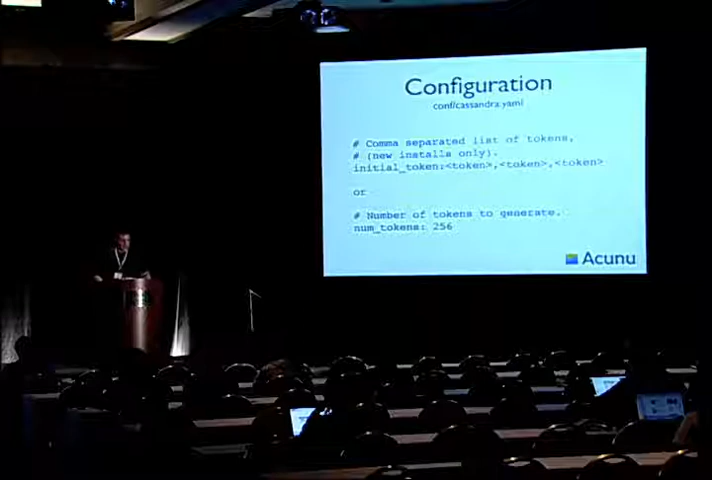 Configuration
conf/cassandra.yaml
# Comma separated list of tokens,
# (new installs only).
initial_token:<token>,<token>,<token>
or
# Number of tokens to generate.
num_tokens: 256
Acunu